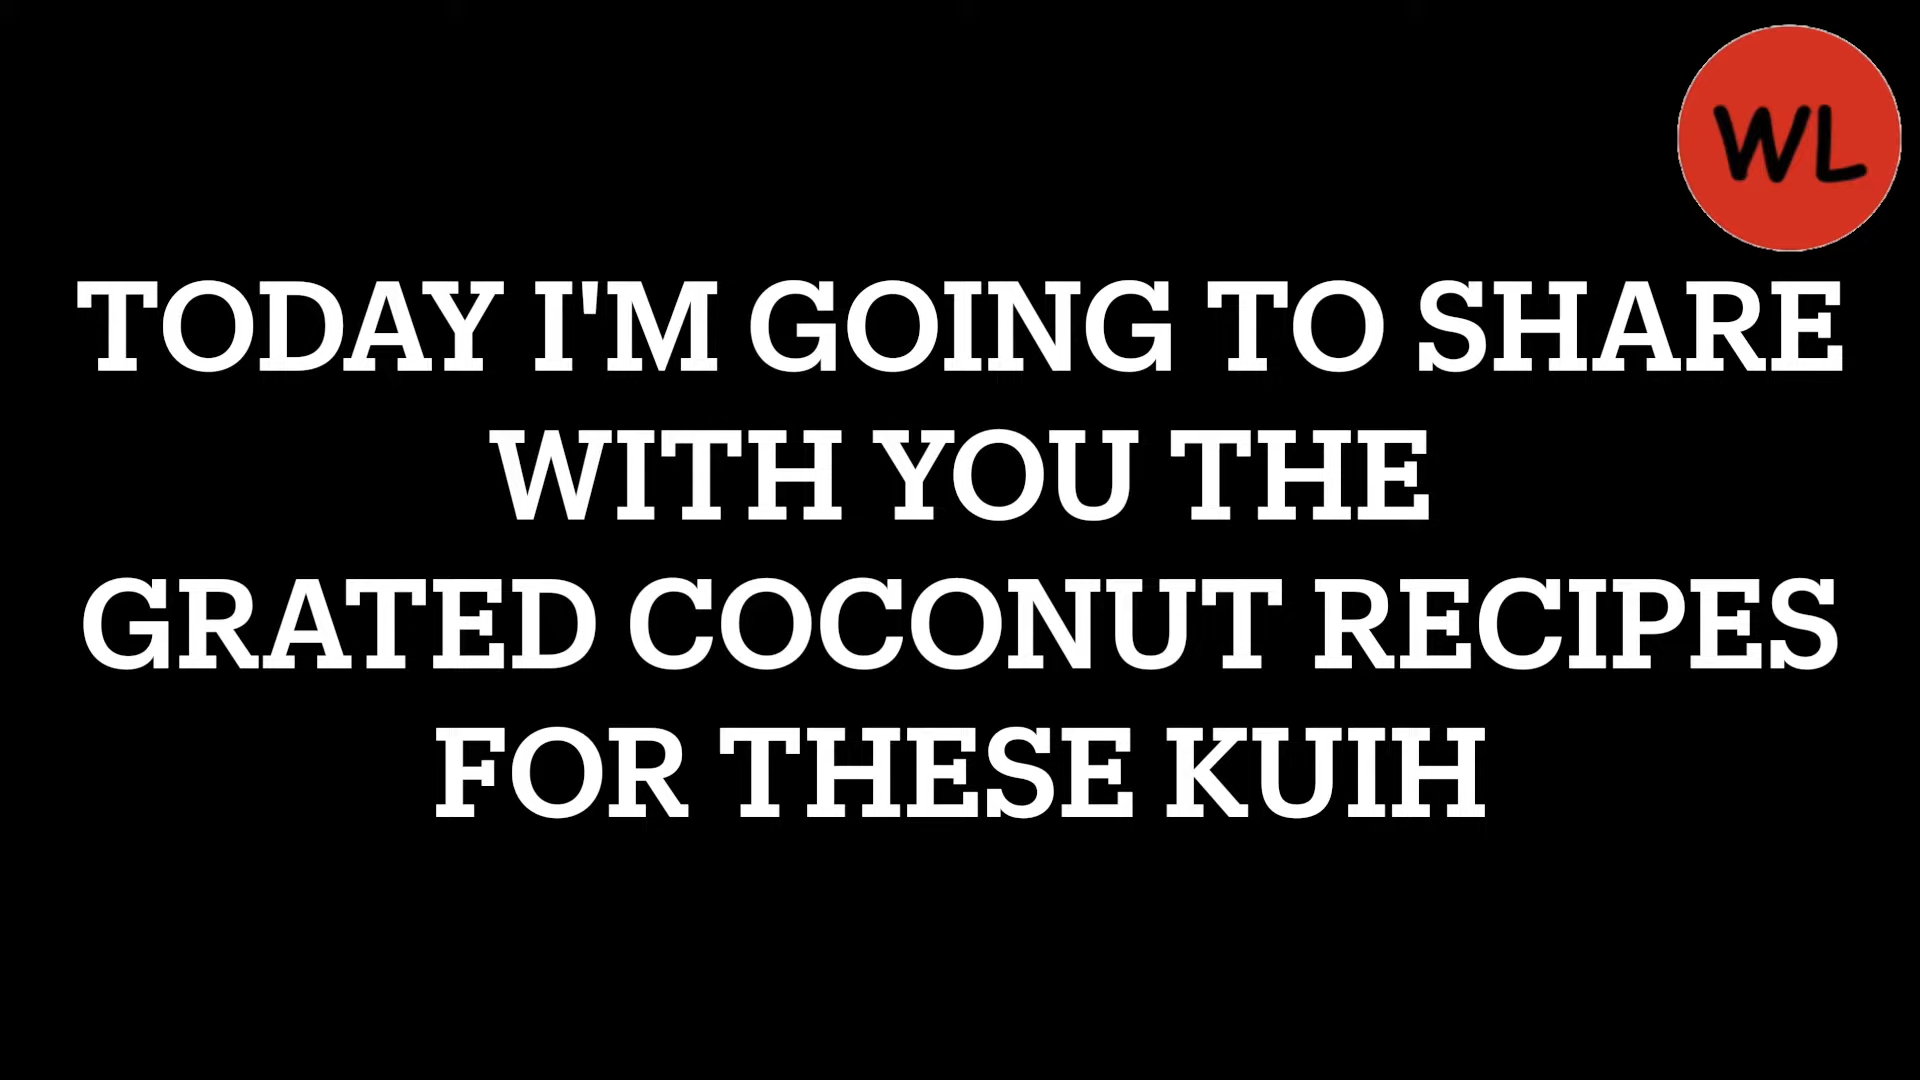 WL
TODAY I'M GOING TO SHARE
WITH YOU THE
GRATED COCONUT RECIPES
FOR THESE KUIH